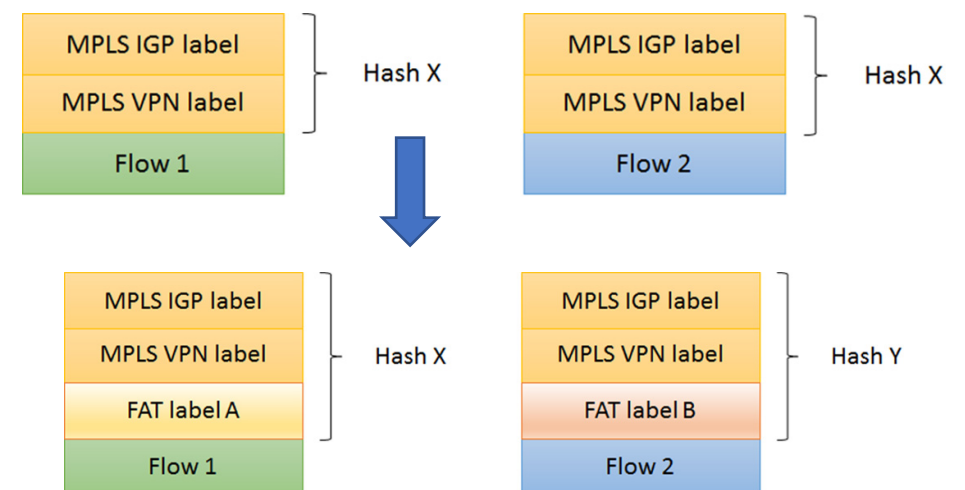 MPLS IGP label
MPLS VPN label
Flow 1
Hash X
MPLS IGP label
MPLS VPN label
Flow 2
Hash X
MPLS IGP label
MPLS VPN label
FAT label A
Flow 1
Hash X
MPLS IGP label
MPLS VPN label
FAT label B
Flow 2
Hash Y